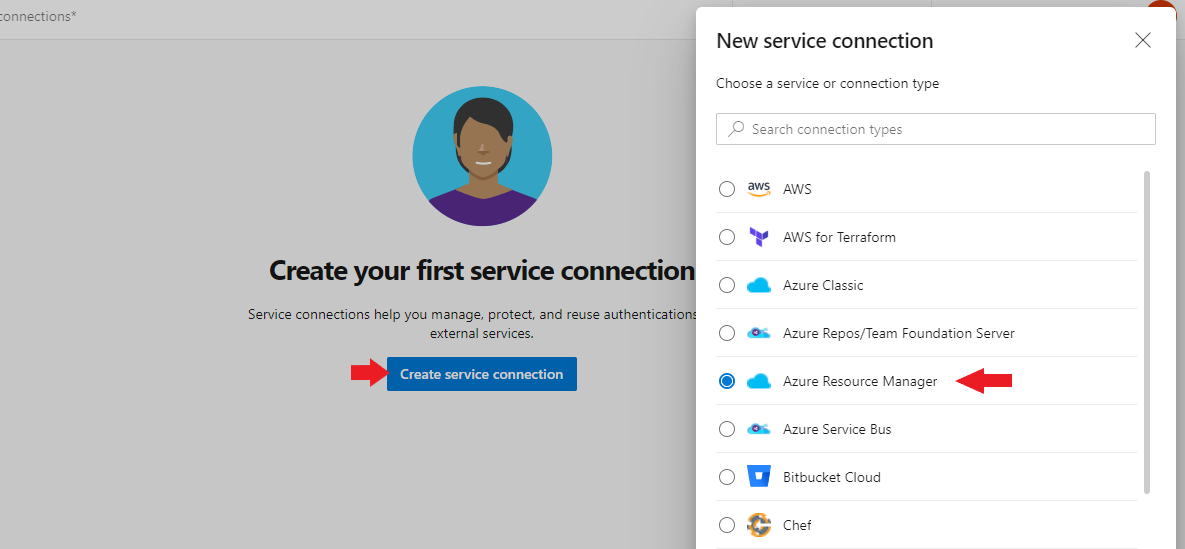 connections*
Create your first service connection
Service connections help you manage, protect, and reuse authentications
external services.
Create service connection
New service connection
Choose a service or connection type
Search connection types
aws AWS
AWS for Terraform
Azure Classic
Azure Repos/Team Foundation Server
Azure Resource Manager
Azure Service Bus
Bitbucket Cloud
Chef